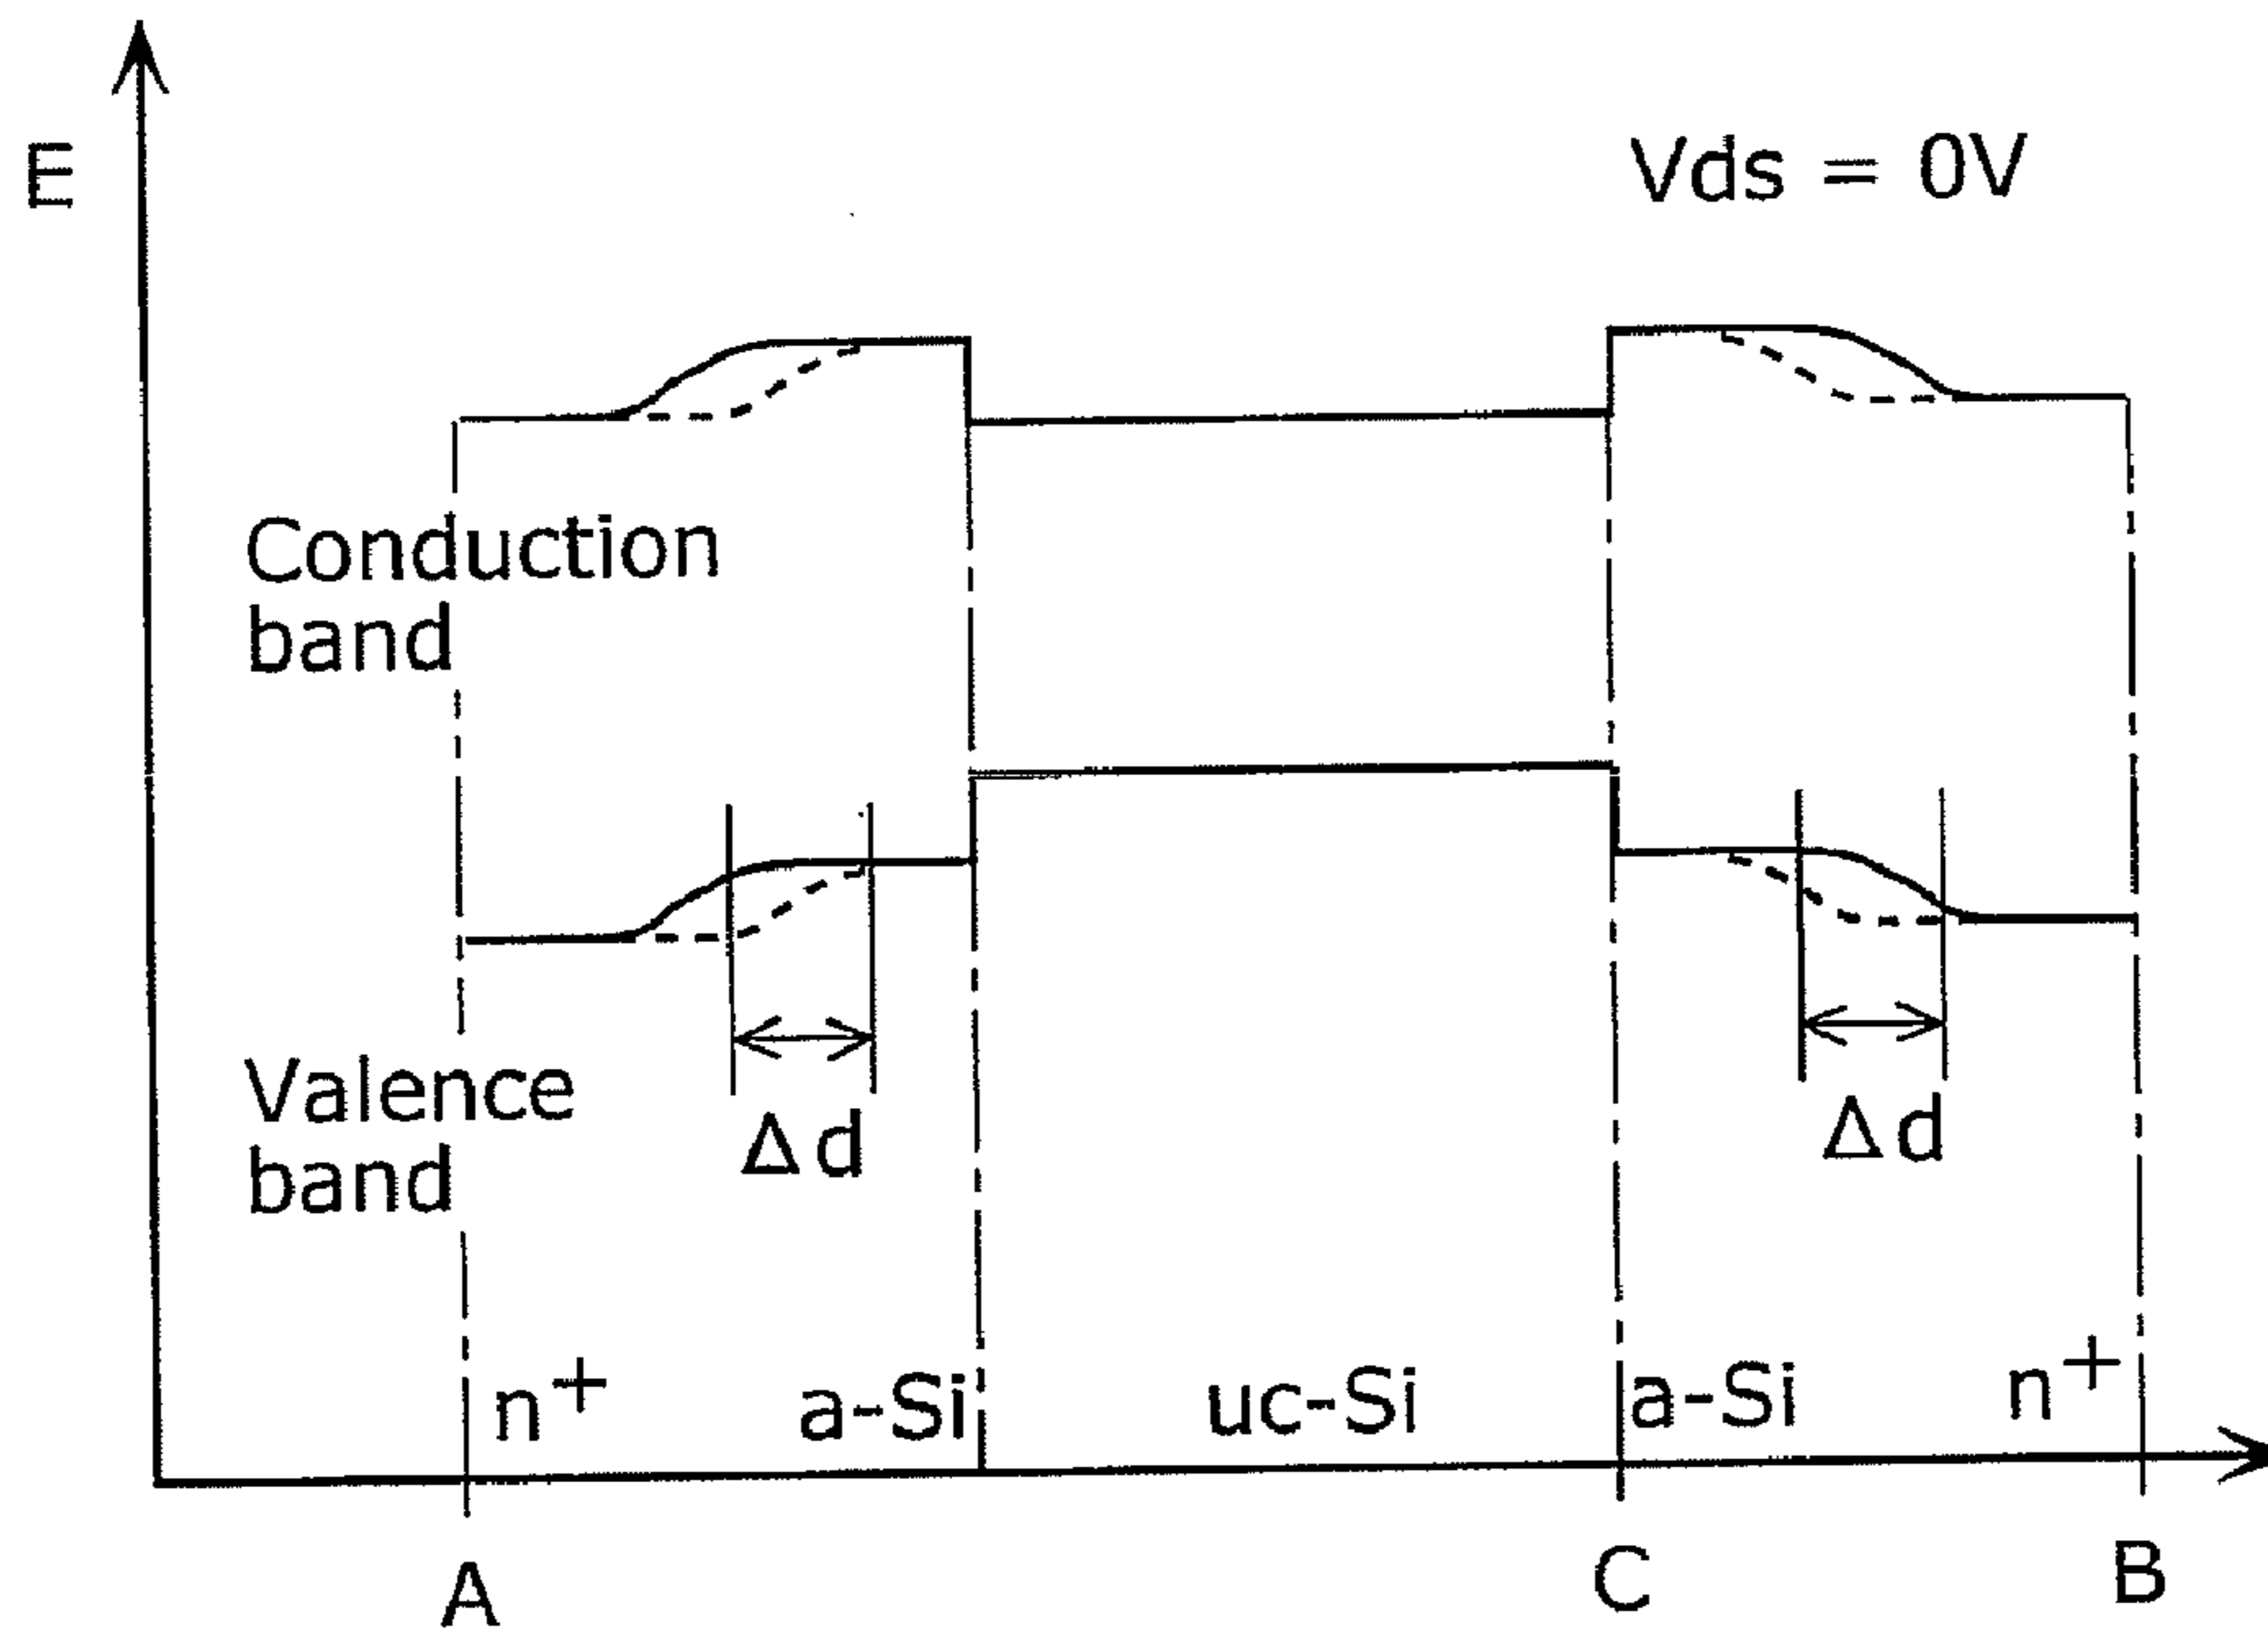 E
Vds = 0V
Conduction
band
Valence
band
Δd
Δd
n+
a-Si
uc-Si
a-Si
n+
A
C
B